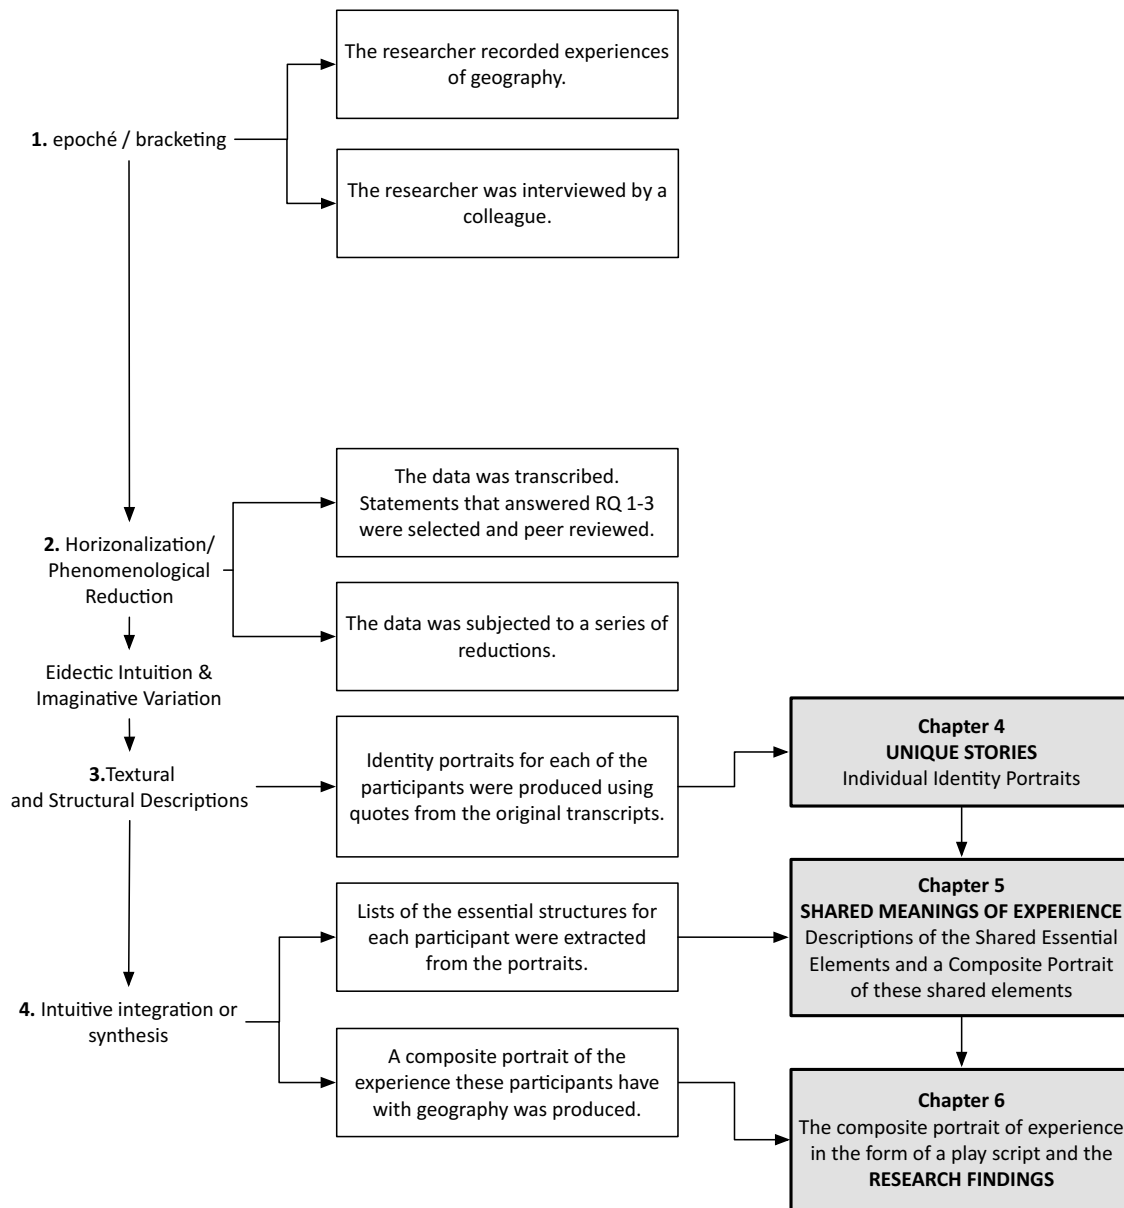 The researcher recorded experiences
of geography.
1. epoché / bracketing
The researcher was interviewed by a
colleague.
The data was transcribed.
Statements that answered RQ 1-3
were selected and peer reviewed.
2. Horizonalization/
Phenomenological
Reduction
The data was subjected to a series of
reductions.
Eidectic Intuition &
Imaginative Variation
3.Textural
and Structural Descriptions
Identity portraits for each of the
participants were produced using
quotes from the original transcripts.
Chapter 4
UNIQUE STORIES
Individual Identity Portraits
Lists of the essential structures for
each participant were extracted
from the portraits.
Chapter 5
SHARED MEANINGS OF EXPERIENCE
Descriptions of the Shared Essential
Elements and a Composite Portrait
of these shared elements
4. Intuitive integration or
synthesis
A composite portrait of the
experience these participants have
with geography was produced.
Chapter 6
The composite portrait of experience
in the form of a play script and the
RESEARCH FINDINGS